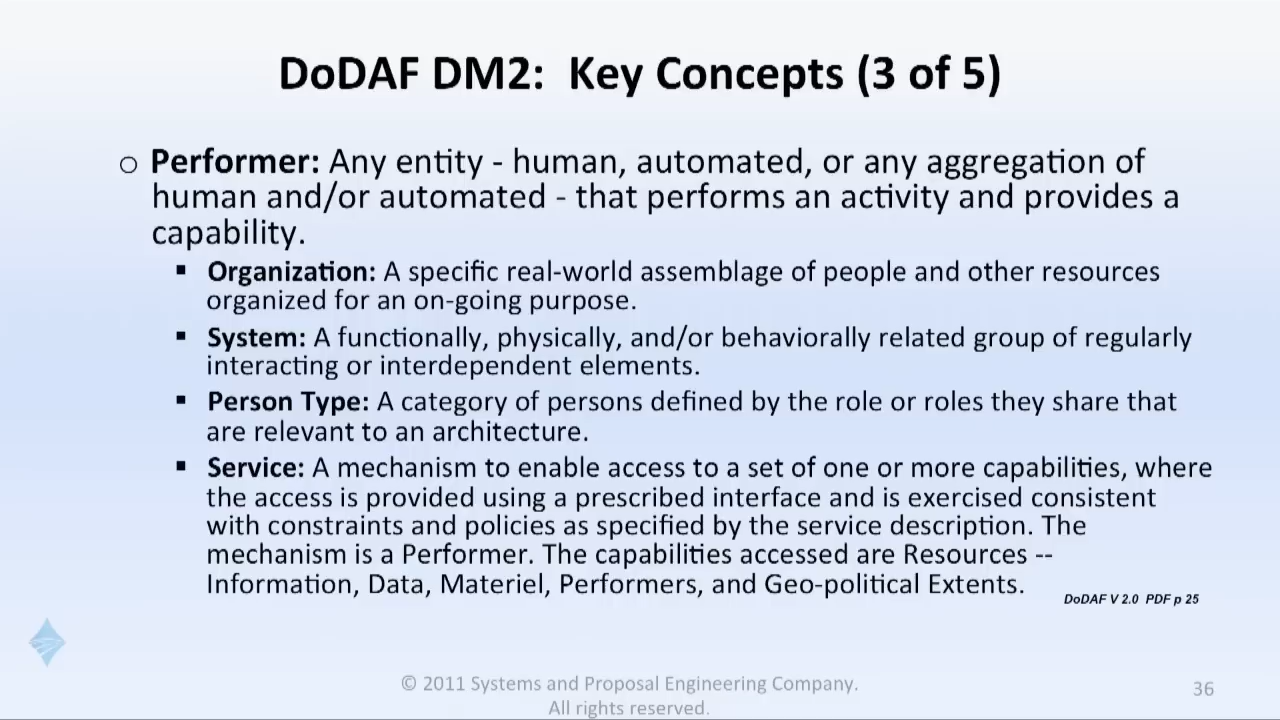 DoDAF DM2:  Key Concepts (3 of 5)
o Performer: Any entity - human, automated, or any aggregation of
human and/or automated - that performs an activity and provides a
capability.
▪ Organization: A specific real-world assemblage of people and other resources
organized for an on-going purpose.
▪ System: A functionally, physically, and/or behaviorally related group of regularly
interacting or interdependent elements.
▪ Person Type: A category of persons defined by the role or roles they share that
are relevant to an architecture.
▪ Service: A mechanism to enable access to a set of one or more capabilities, where
the access is provided using a prescribed interface and is exercised consistent
with constraints and policies as specified by the service description. The
mechanism is a Performer. The capabilities accessed are Resources --
Information, Data, Materiel, Performers, and Geo-political Extents.
DoDAF V 2.0  PDF p 25
© 2011 Systems and Proposal Engineering Company.
All rights reserved.
36